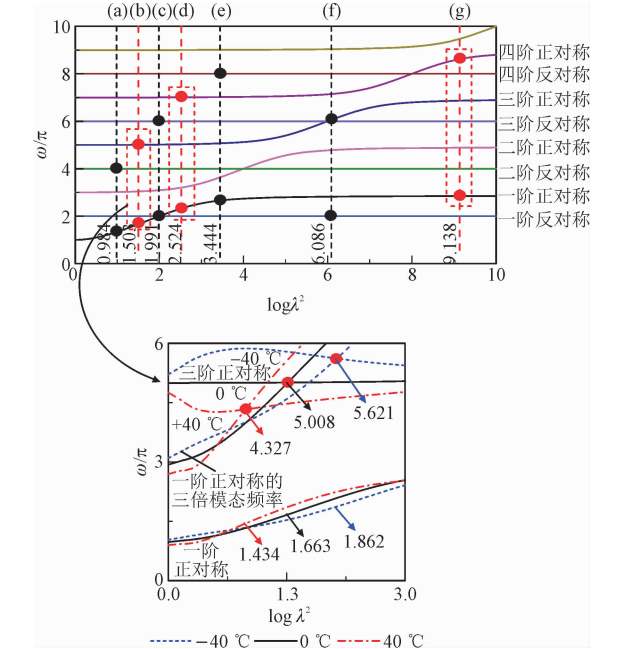 (a) (b) (c) (d) (e) (f) (g)
10
8
6
4
2
0
ω/π
0.984
1.501
1.991
2.524
3.444
6.086
9.138
四阶正对称
四阶反对称
三阶正对称
三阶反对称
二阶正对称
二阶反对称
一阶正对称
一阶反对称
0 2 4 6 8 10
logλ²
6
3
0
ω/π
−40 ℃
三阶正对称
0 ℃
+40 ℃
5.621
5.008
4.327
一阶正对称的
三倍模态频率
一阶
正对称
1.434
1.663
1.862
0.0 1.3 3.0
log λ²
−40 ℃ 0 ℃ 40 ℃